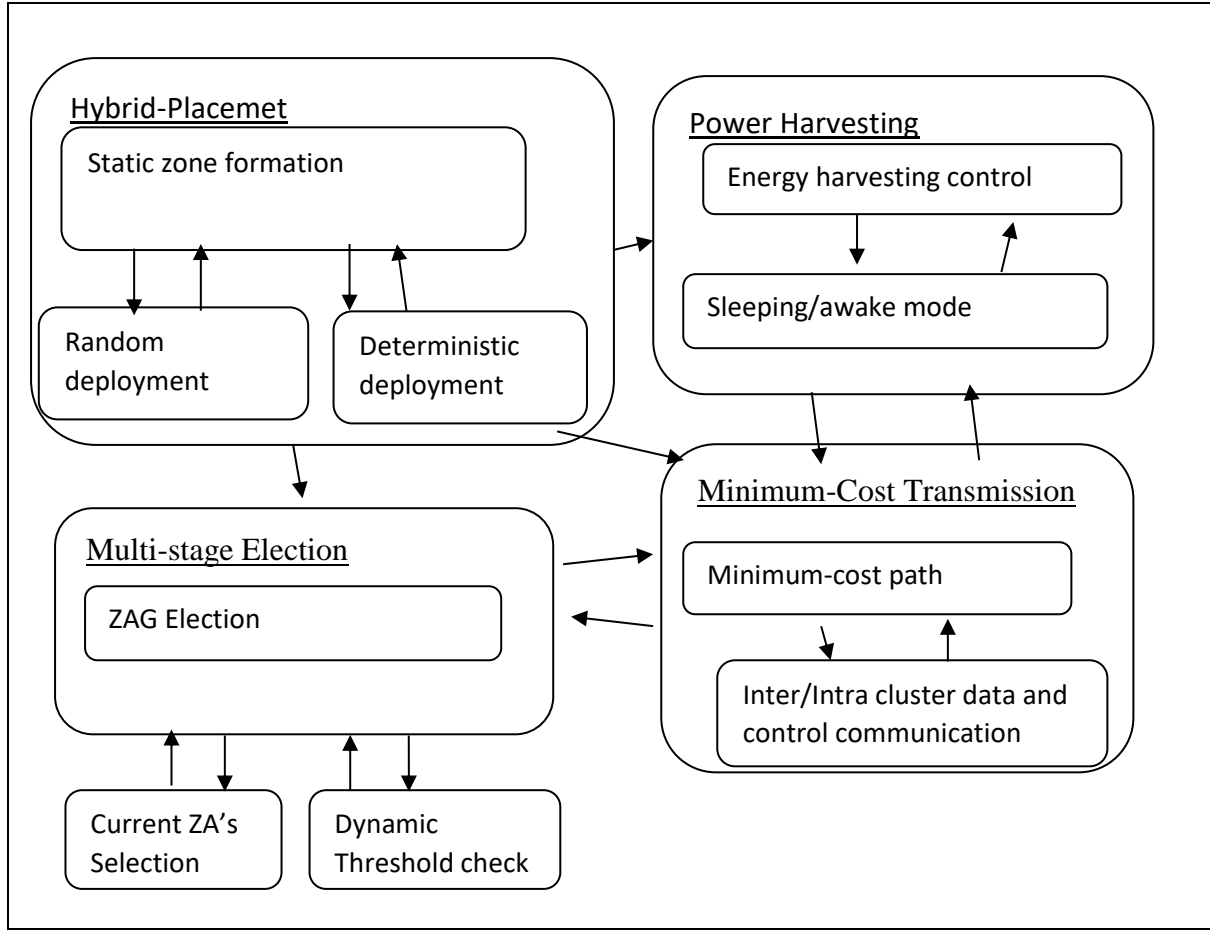 Hybrid-Placemet
Static zone formation
Random
deployment
Deterministic
deployment
Power Harvesting
Energy harvesting control
Sleeping/awake mode
Multi-stage Election
ZAG Election
Current ZA’s
Selection
Dynamic
Threshold check
Minimum-Cost Transmission
Minimum-cost path
Inter/Intra cluster data and
control communication